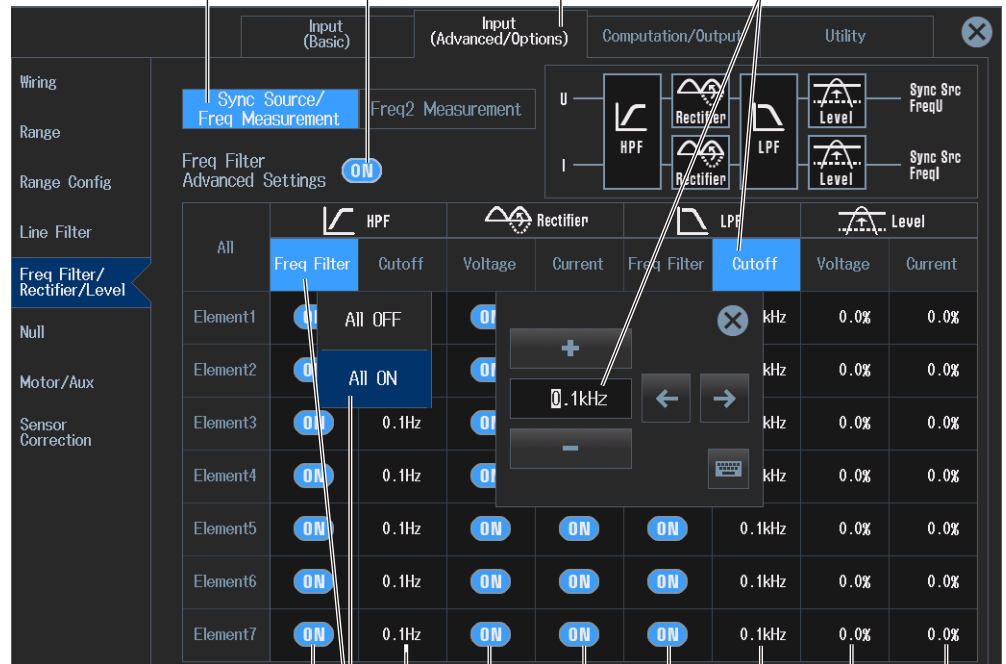 Input
(Basic)
Input
(Advanced/Options)
Computation/Output
Utility
Wiring
Range
Range Config
Line Filter
Freq Filter/
Rectifier/Level
Null
Motor/Aux
Sensor
Correction
Sync Source/
Freq Measurement
Freq2 Measurement
Freq Filter
Advanced Settings
ON
U
I
HPF
Rectifier
Rectifier
LPF
Level
Level
Sync Src
FreqU
Sync Src
FreqI
All
HPF
Rectifier
LPF
Level
Freq Filter Cutoff Voltage Current Freq Filter Cutoff Voltage Current
All OFF
All ON
0.1kHz
Element1 kHz 0.0% 0.0%
Element2 kHz 0.0% 0.0%
Element3 ON 0.1Hz kHz 0.0% 0.0%
Element4 ON 0.1Hz kHz 0.0% 0.0%
Element5 ON 0.1Hz ON ON ON 0.1kHz 0.0% 0.0%
Element6 ON 0.1Hz ON ON ON 0.1kHz 0.0% 0.0%
Element7 ON 0.1Hz ON ON ON 0.1kHz 0.0% 0.0%